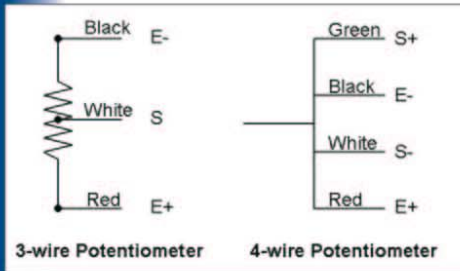 Black E-
White S
Red E+
3-wire Potentiometer
Green S+
Black E-
White S-
Red E+
4-wire Potentiometer